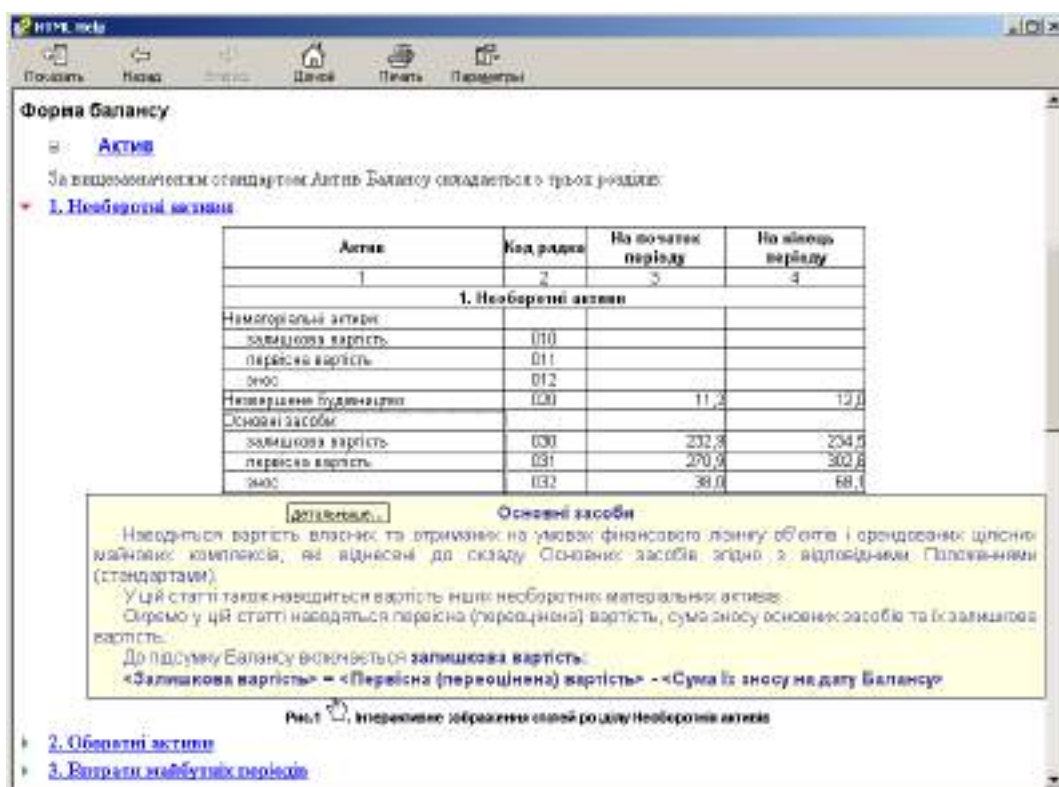 HTML Help
Показать Назад Вперед Домой Печать Параметры
Форма балансу
Актив
За вищезазначеним стандартом Актив Балансу складається з трьох розділів:
1. Необоротні активи
Актив Код рядка На початок періоду На кінець періоду
1 2 3 4
1. Необоротні активи
Нематеріальні активи:
залишкова вартість 010
первісна вартість 011
знос 012
Незавершене будівництво 020 11,3 12,0
Основні засоби:
залишкова вартість 030 232,9 234,5
первісна вартість 031 270,9 302,6
знос 032 38,0 68,1
детальніше... Основні засоби
Наводиться вартість власних та отриманих на умовах фінансового лізингу об'єктів і орендованих цілісних
майнових комплексів, які віднесені до складу Основних засобів згідно з відповідними Положеннями
(стандартами).
У цій статті також наводиться вартість інших необоротних матеріальних активів.
Окремо у цій статті наводяться первісна (переоцінена) вартість, сума зносу основних засобів та їх залишкова
вартість.
До підсумку Балансу включається залишкова вартість:
<Залишкова вартість> = <Первісна (переоцінена) вартість> - <Сума їх зносу на дату Балансу>
Рис.1 . Інтерактивне зображення статей розділу Необоротнів активів
2. Оборотні активи
3. Витрати майбутніх періодів